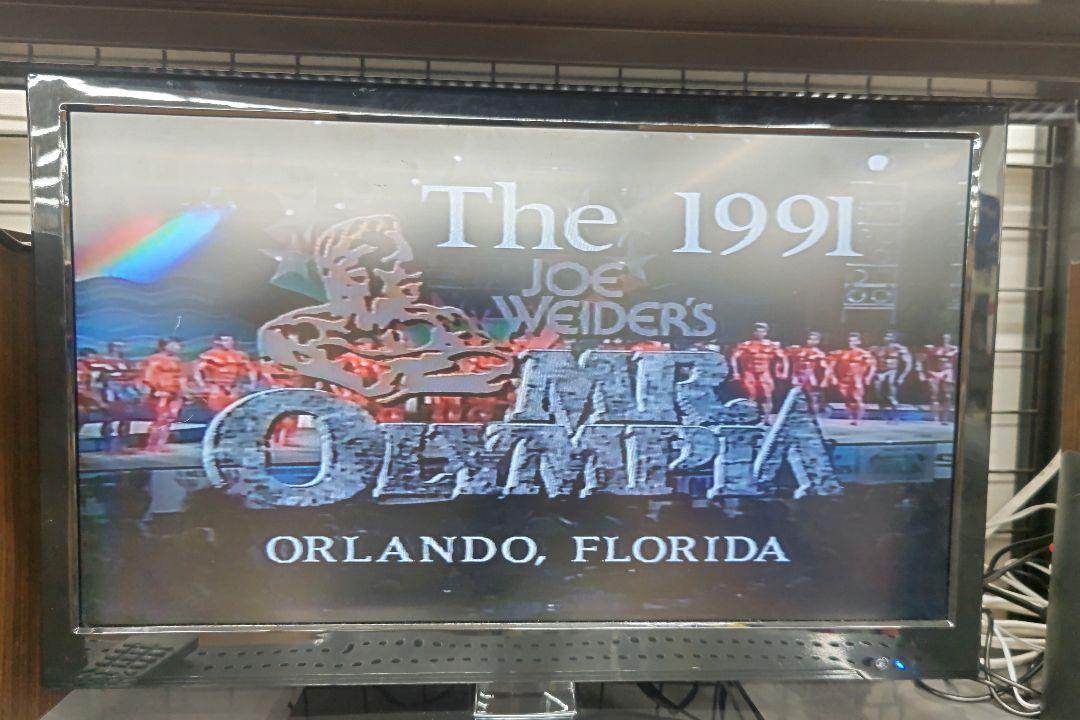 The 1991
JOE
WEIDER'S
MR.
OLYMPIA
ORLANDO, FLORIDA